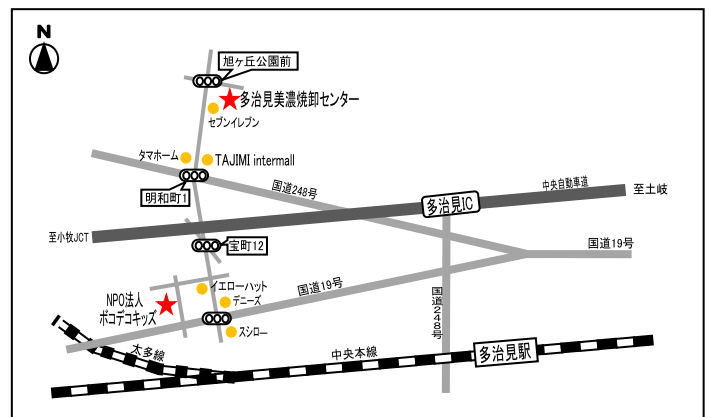 N
旭ヶ丘公園前
多治見美濃焼卸センター
セブンイレブン
タマホーム
TAJIMI intermall
明和町1
国道248号
中央自動車道
多治見IC
至土岐
至小牧JCT
宝町12
国道19号
イエローハット
デニーズ
国道19号
国道248号
NPO法人
ポコデコキッズ
スシロー
太多線
中央本線
多治見駅